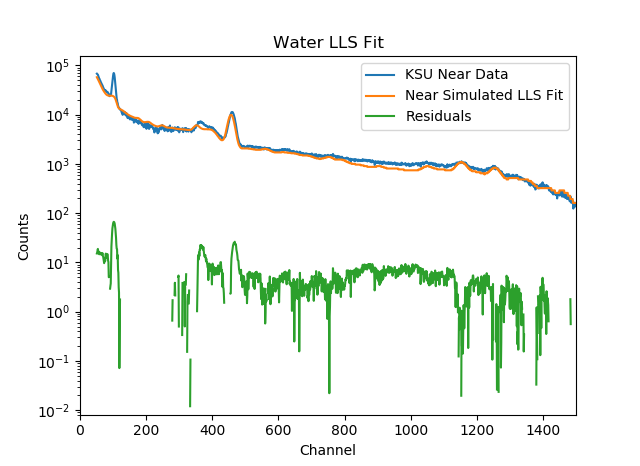 Water LLS Fit
KSU Near Data
Near Simulated LLS Fit
Residuals
Counts
10^5
10^4
10^3
10^2
10^1
10^0
10^-1
10^-2
0 200 400 600 800 1000 1200 1400
Channel